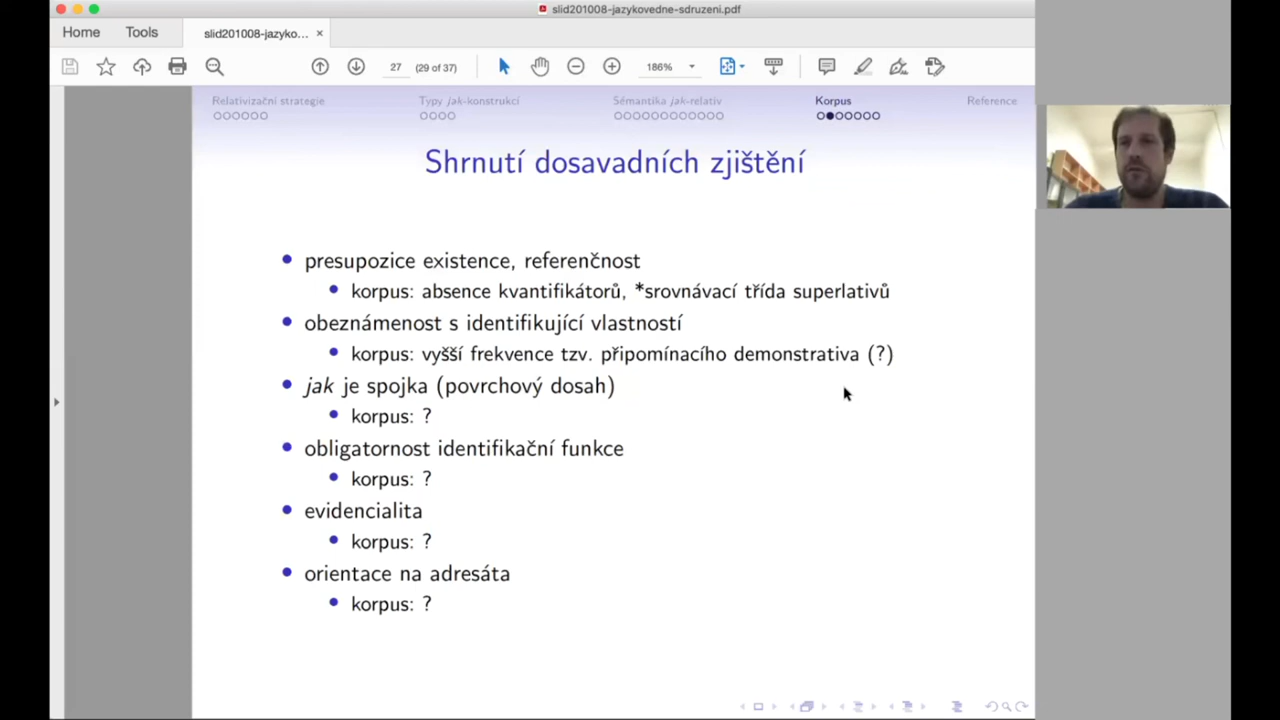 slid201008-jazykovedne-sdruzeni.pdf
Home Tools slid201008-jazyko... ×
27 (29 of 37) 186%
Relativizační strategie Typy jak-konstrukcí Sémantika jak-relativ Korpus Reference
Shrnutí dosavadních zjištění
• presupozice existence, referenčnost
• korpus: absence kvantifikátorů, *srovnávací třída superlativů
• obeznámenost s identifikující vlastností
• korpus: vyšší frekvence tzv. připomínacího demonstrativa (?)
• jak je spojka (povrchový dosah)
• korpus: ?
• obligatornost identifikační funkce
• korpus: ?
• evidencialita
• korpus: ?
• orientace na adresáta
• korpus: ?